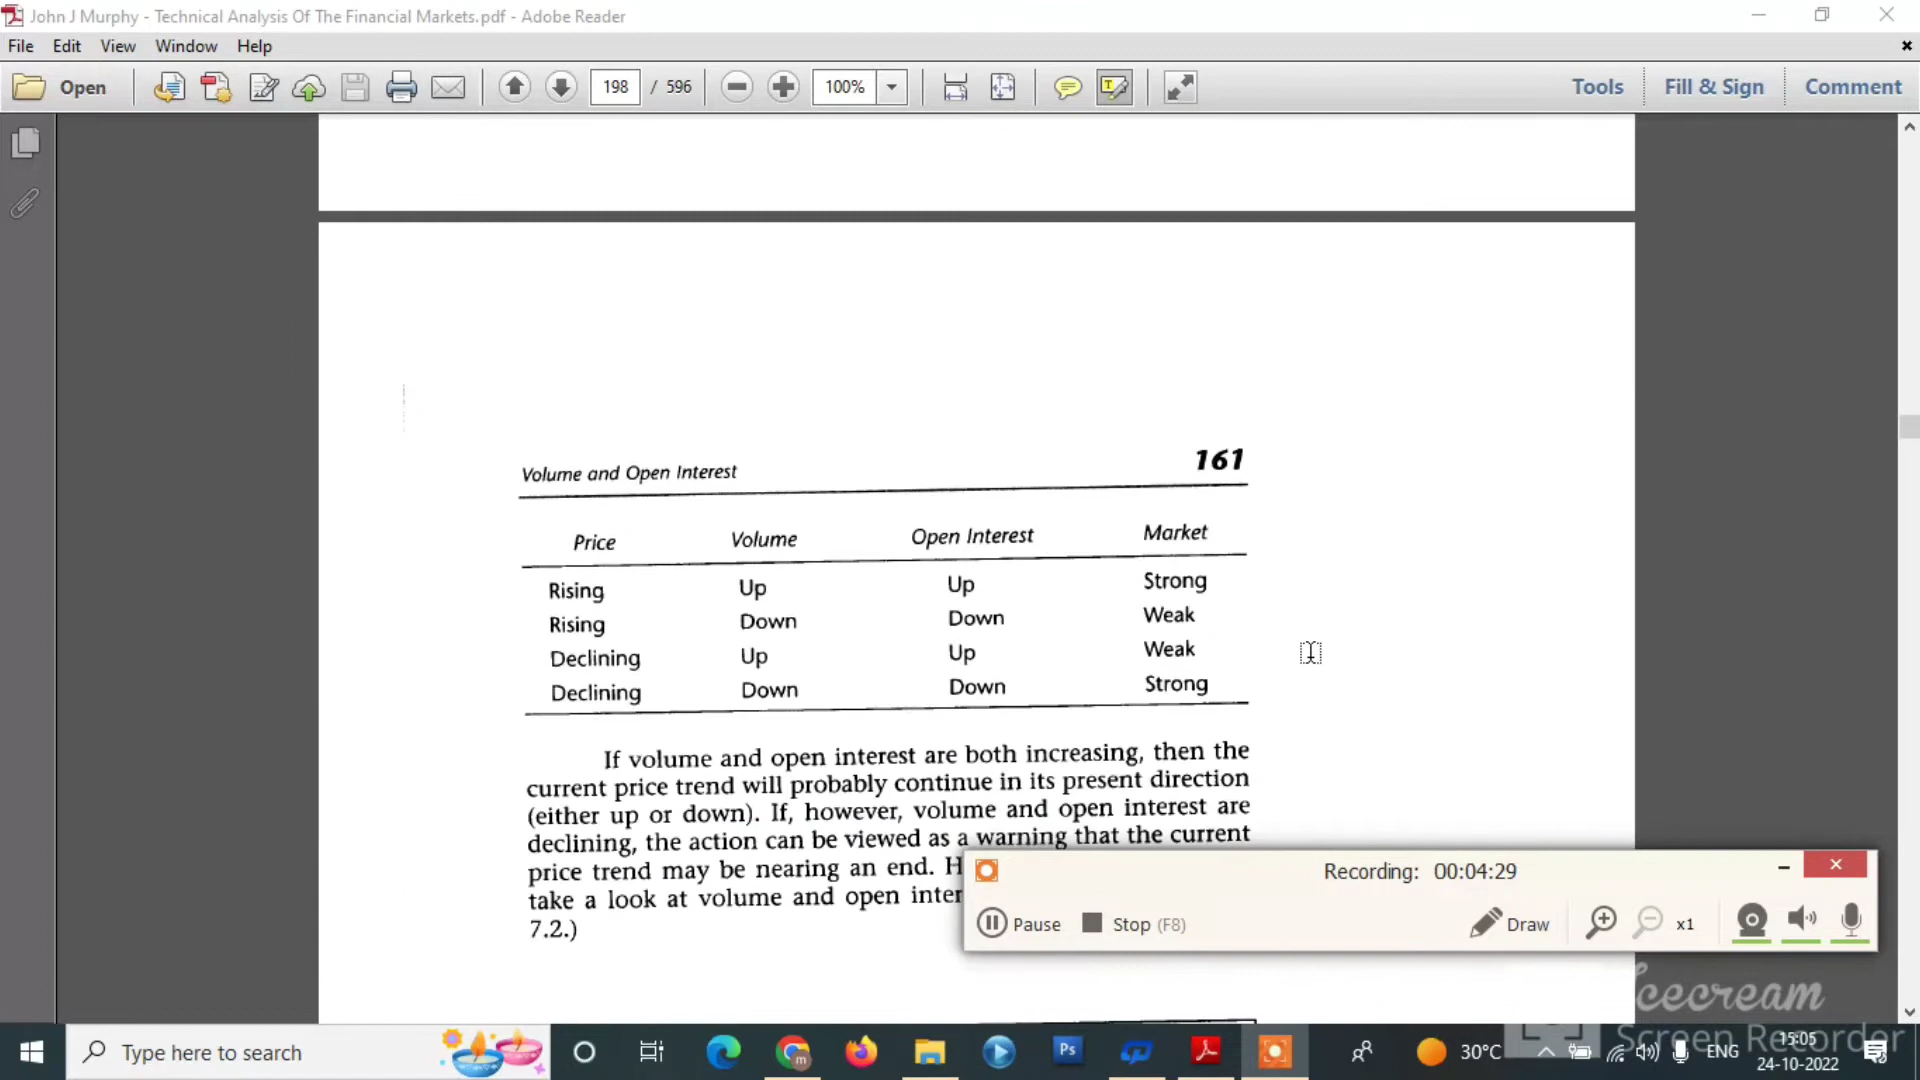 John J Murphy - Technical Analysis Of The Financial Markets.pdf - Adobe Reader
File Edit View Window Help
Open 198 / 596 100% Tools Fill & Sign Comment
Volume and Open Interest 161
Price Volume Open Interest Market
Rising Up Up Strong
Rising Down Down Weak
Declining Up Up Weak
Declining Down Down Strong
If volume and open interest are both increasing, then the
current price trend will probably continue in its present direction
(either up or down). If, however, volume and open interest are
declining, the action can be viewed as a warning that the current
price trend may be nearing an end. H
take a look at volume and open inter
7.2.)
Recording: 00:04:29
Pause Stop (F8) Draw x1
Icecream
Screen Recorder
Type here to search
Ps
30°C
ENG
15:05
24-10-2022